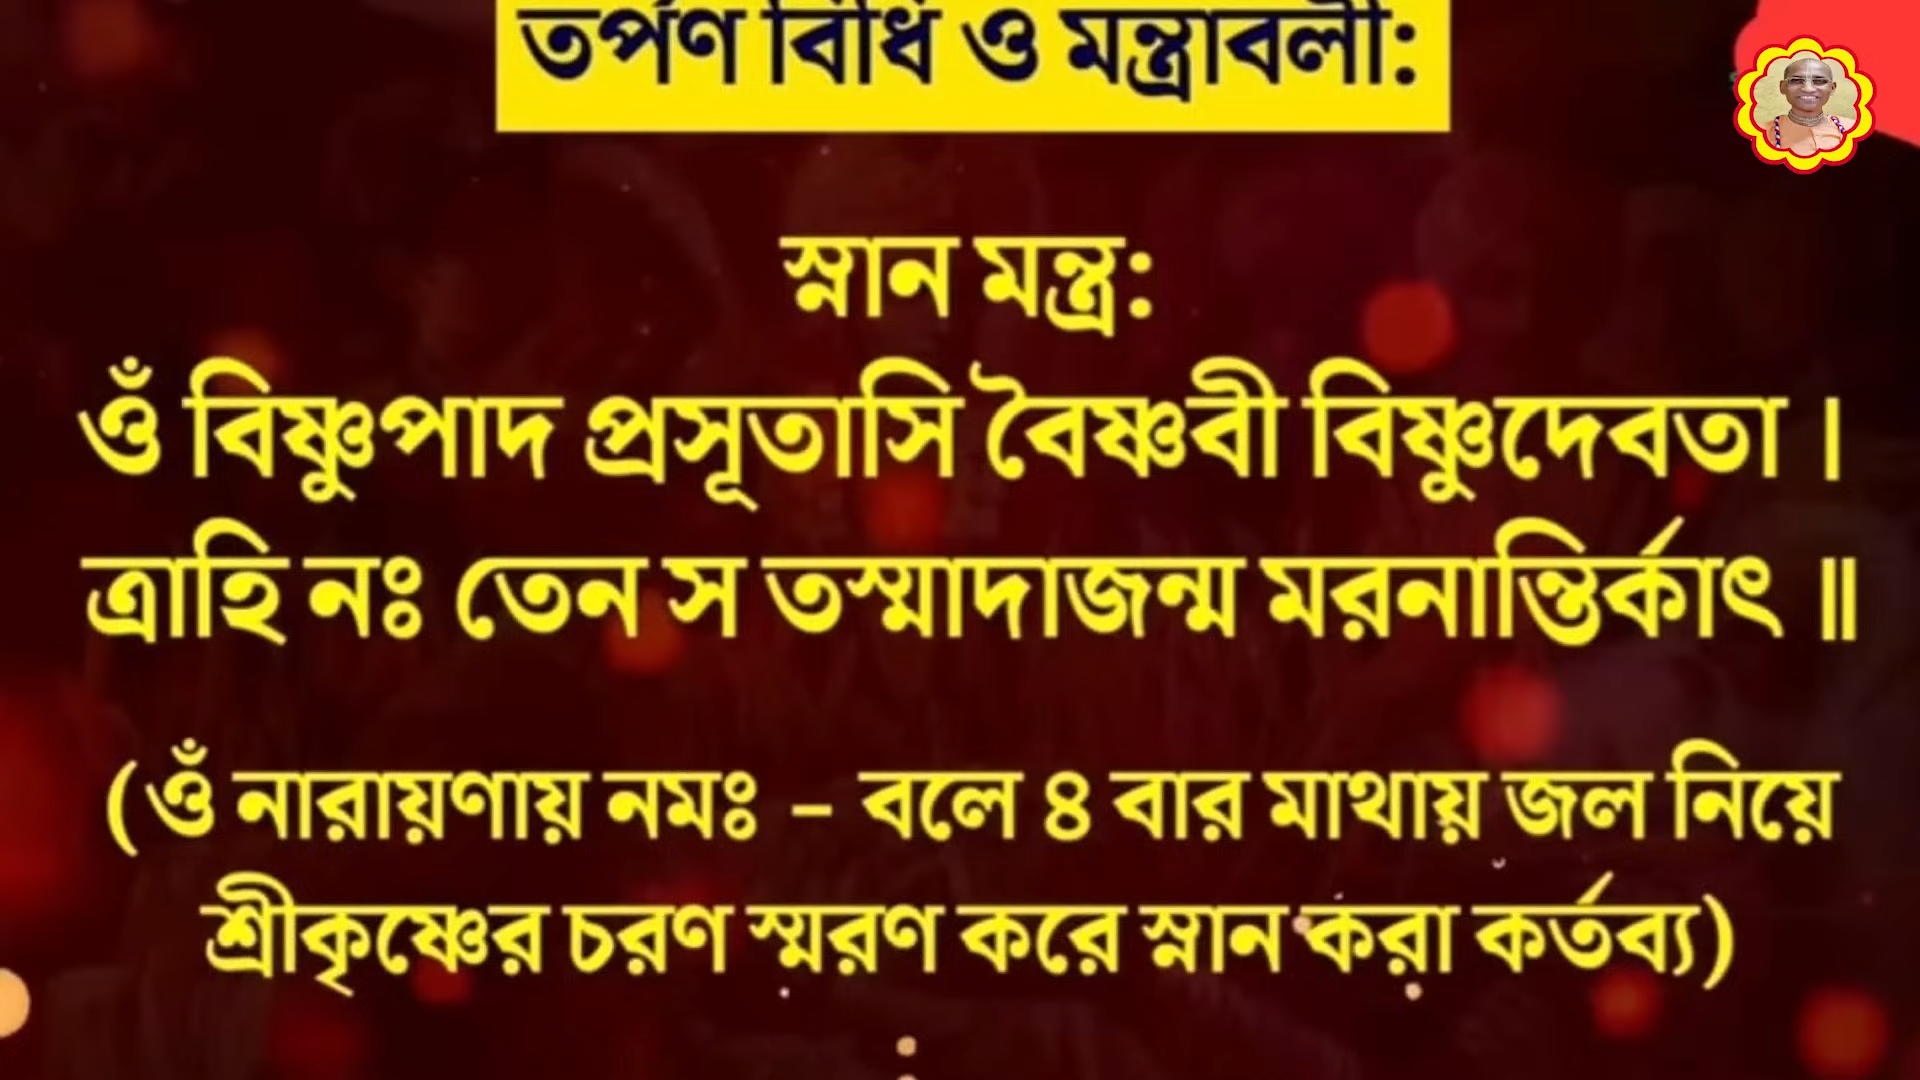 তর্পণ বিধি ও মন্ত্রাবলী:
স্নান মন্ত্র:
ওঁ বিষ্ণুপাদ প্রসূতাসি বৈষ্ণবী বিষ্ণুদেবতা ।
ত্রাহি নঃ তেন স তস্মাদাজন্ম মরনান্তির্কাৎ ॥
(ওঁ নারায়ণায় নমঃ – বলে ৪ বার মাথায় জল নিয়ে
শ্রীকৃষ্ণের চরণ স্মরণ করে স্নান করা কর্তব্য)